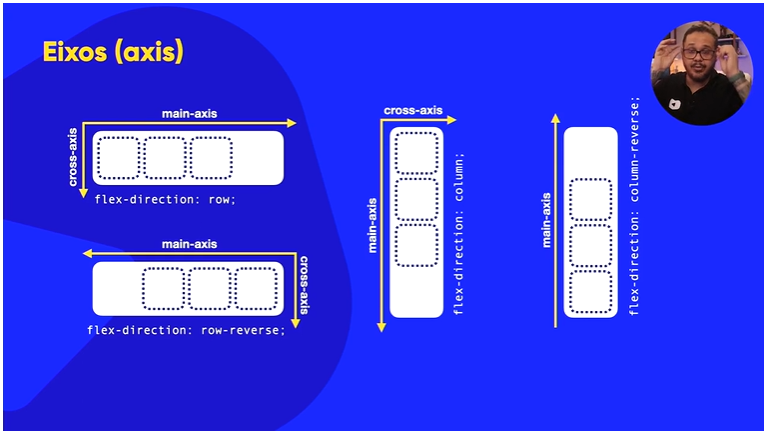 Eixos (axis)
main-axis
cross-axis
flex-direction: row;
main-axis
cross-axis
flex-direction: row-reverse;
cross-axis
main-axis
flex-direction: column;
main-axis
flex-direction: column-reverse;